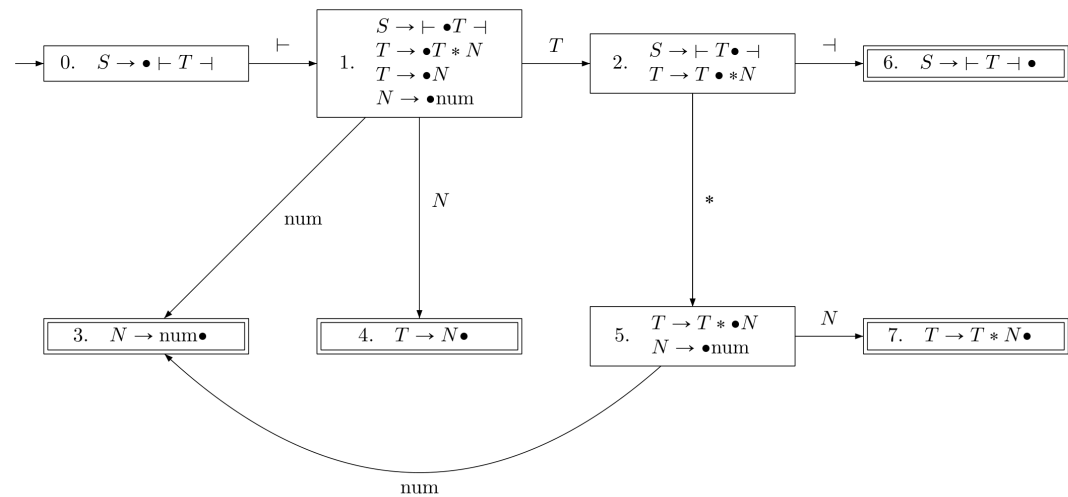 ⊢
T
⊣
0. S → • ⊢ T ⊣
1.
S → ⊢ •T ⊣
T → •T ∗ N
T → •N
N → •num
2.
S → ⊢ T• ⊣
T → T • ∗N
6. S → ⊢ T ⊣ •
num
N
∗
3. N → num•
4. T → N•
5.
T → T ∗ •N
N → •num
N
7. T → T ∗ N•
num